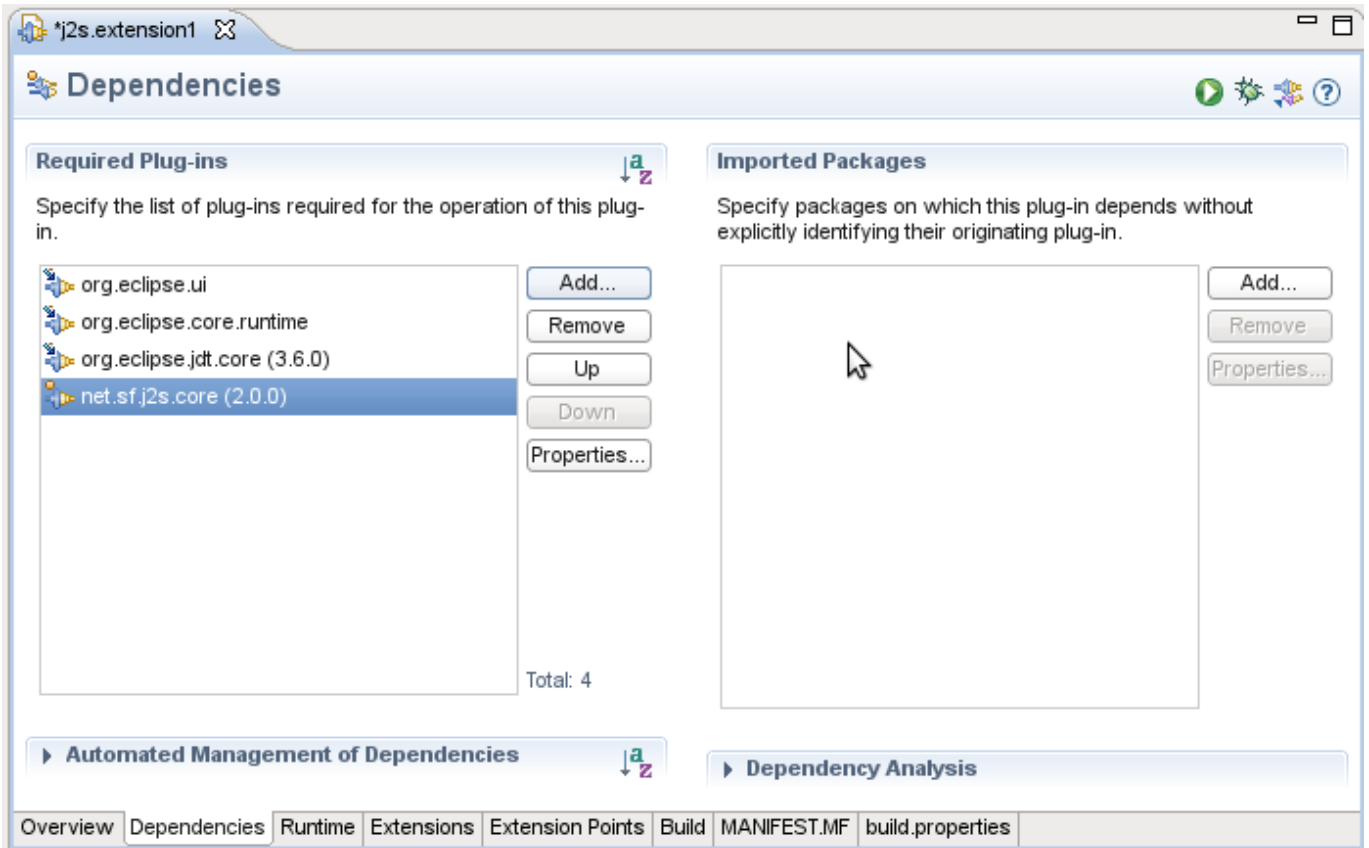 *j2s.extension1
Dependencies
Required Plug-ins
Specify the list of plug-ins required for the operation of this plug-
in.
org.eclipse.ui
org.eclipse.core.runtime
org.eclipse.jdt.core (3.6.0)
net.sf.j2s.core (2.0.0)
Add...
Remove
Up
Down
Properties...
Total: 4
Imported Packages
Specify packages on which this plug-in depends without
explicitly identifying their originating plug-in.
Add...
Remove
Properties...
Automated Management of Dependencies
Dependency Analysis
Overview Dependencies Runtime Extensions Extension Points Build MANIFEST.MF build.properties